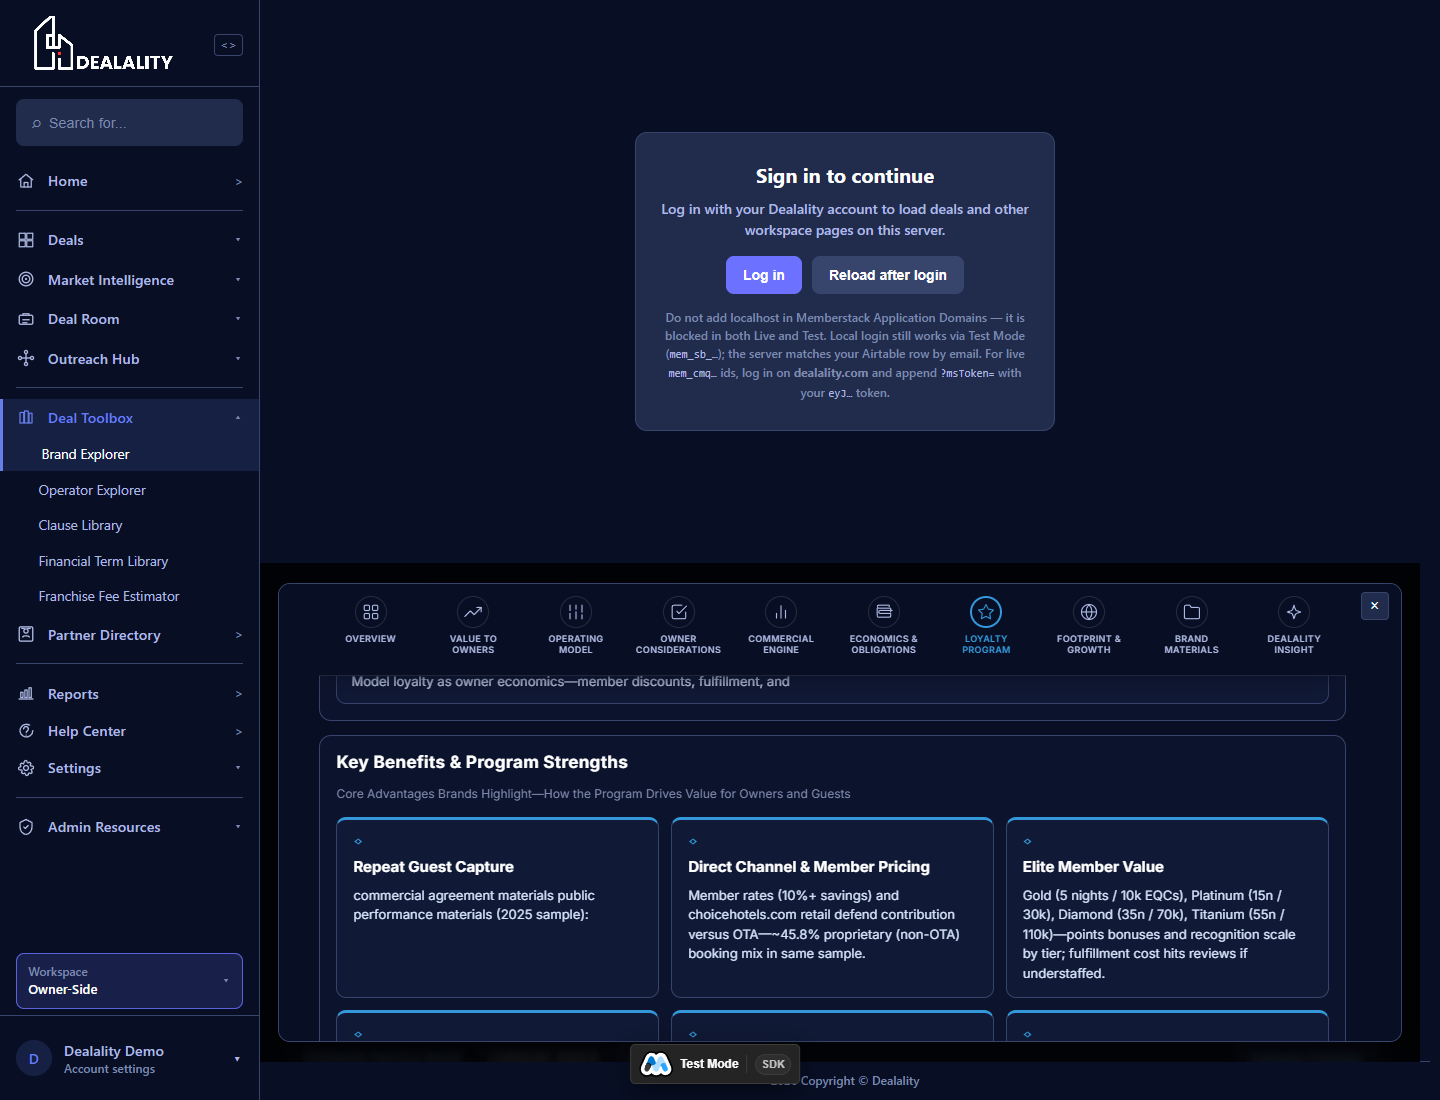 DEALALITY
<>
Search for...
Home
Deals
Market Intelligence
Deal Room
Outreach Hub
Deal Toolbox
Brand Explorer
Operator Explorer
Clause Library
Financial Term Library
Franchise Fee Estimator
Partner Directory
Reports
Help Center
Settings
Admin Resources
Workspace
Owner-Side
D
Dealality Demo
Account settings
Sign in to continue
Log in with your Dealality account to load deals and other
workspace pages on this server.
Log in
Reload after login
Do not add localhost in Memberstack Application Domains — it is
blocked in both Live and Test. Local login still works via Test Mode
(mem_sb_…); the server matches your Airtable row by email. For live
mem_cmq… ids, log in on dealality.com and append ?msToken= with
your eyJ… token.
OVERVIEW
VALUE TO
OWNERS
OPERATING
MODEL
OWNER
CONSIDERATIONS
COMMERCIAL
ENGINE
ECONOMICS &
OBLIGATIONS
LOYALTY
PROGRAM
FOOTPRINT &
GROWTH
BRAND
MATERIALS
DEALALITY
INSIGHT
×
Model loyalty as owner economics—member discounts, fulfillment, and
Key Benefits & Program Strengths
Core Advantages Brands Highlight—How the Program Drives Value for Owners and Guests
Repeat Guest Capture
commercial agreement materials public
performance materials (2025 sample):
Direct Channel & Member Pricing
Member rates (10%+ savings) and
choicehotels.com retail defend contribution
versus OTA—~45.8% proprietary (non-OTA)
booking mix in same sample.
Elite Member Value
Gold (5 nights / 10k EQCs), Platinum (15n /
30k), Diamond (35n / 70k), Titanium (55n /
110k)—points bonuses and recognition scale
by tier; fulfillment cost hits reviews if
understaffed.
Test Mode
SDK
Copyright © Dealality